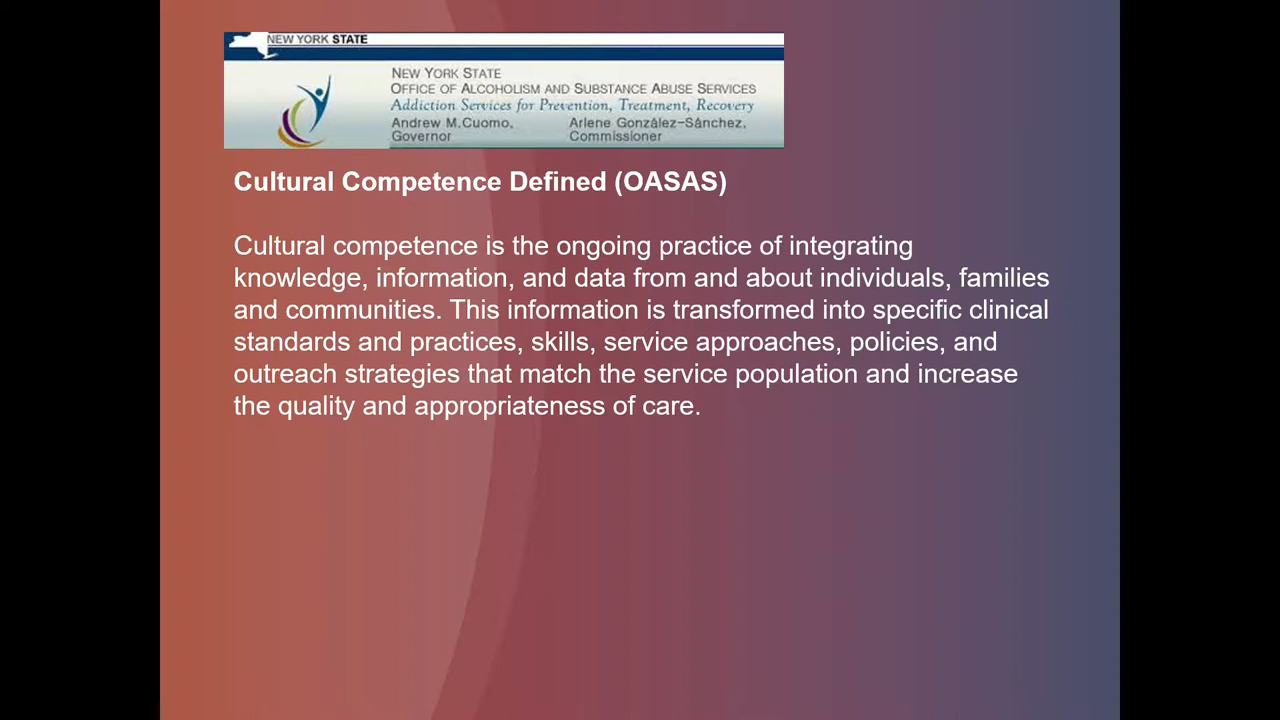 NEW YORK STATE
NEW YORK STATE
OFFICE OF ALCOHOLISM AND SUBSTANCE ABUSE SERVICES
Addiction Services for Prevention, Treatment, Recovery
Andrew M.Cuomo, Arlene González-Sánchez,
Governor Commissioner
Cultural Competence Defined (OASAS)
Cultural competence is the ongoing practice of integrating
knowledge, information, and data from and about individuals, families
and communities. This information is transformed into specific clinical
standards and practices, skills, service approaches, policies, and
outreach strategies that match the service population and increase
the quality and appropriateness of care.